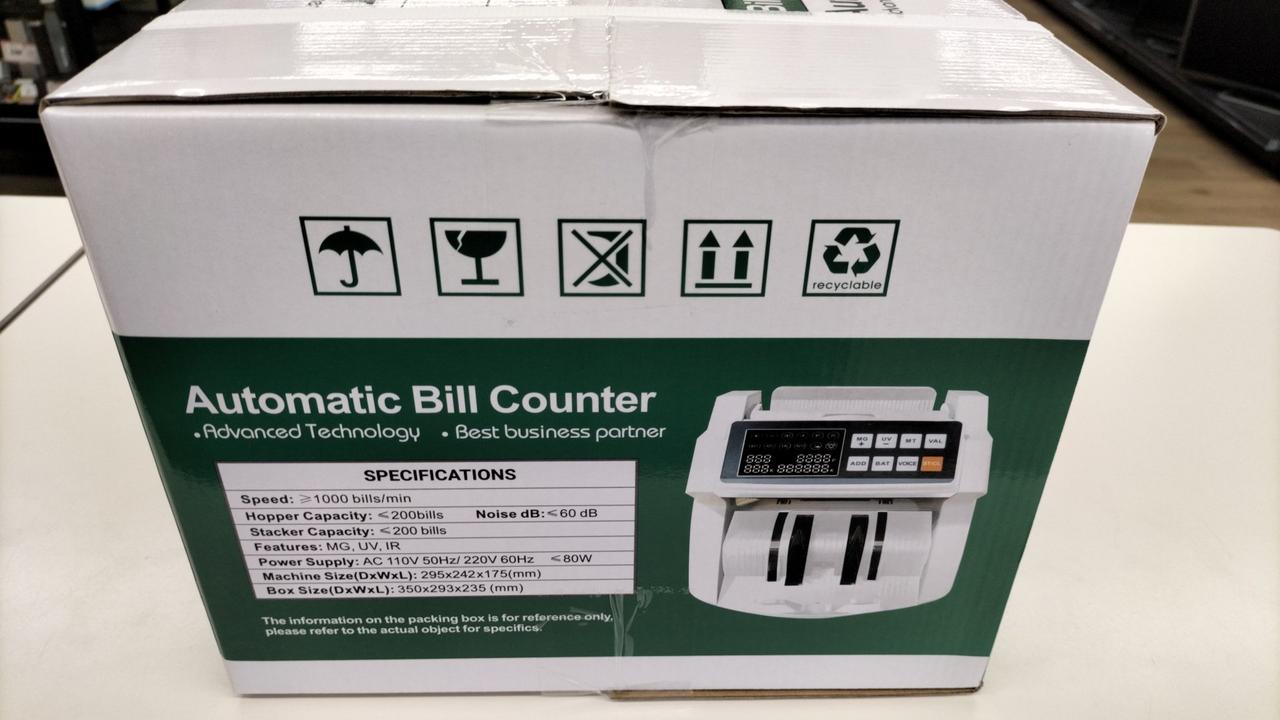 recyclable
Automatic Bill Counter
•Advanced Technology •Best business partner
SPECIFICATIONS
Speed: ≥1000 bills/min
Hopper Capacity: ≤200bills Noise dB:≤60 dB
Stacker Capacity: ≤200 bills
Features: MG, UV, IR
Power Supply: AC 110V 50Hz/ 220V 60Hz ≤80W
Machine Size(DxWxL): 295x242x175(mm)
Box Size(DxWxL): 350x293x235 (mm)
The information on the packing box is for reference only,
please refer to the actual object for specifics.
MG UV MT VAL
+ −
ADD BAT VOICE